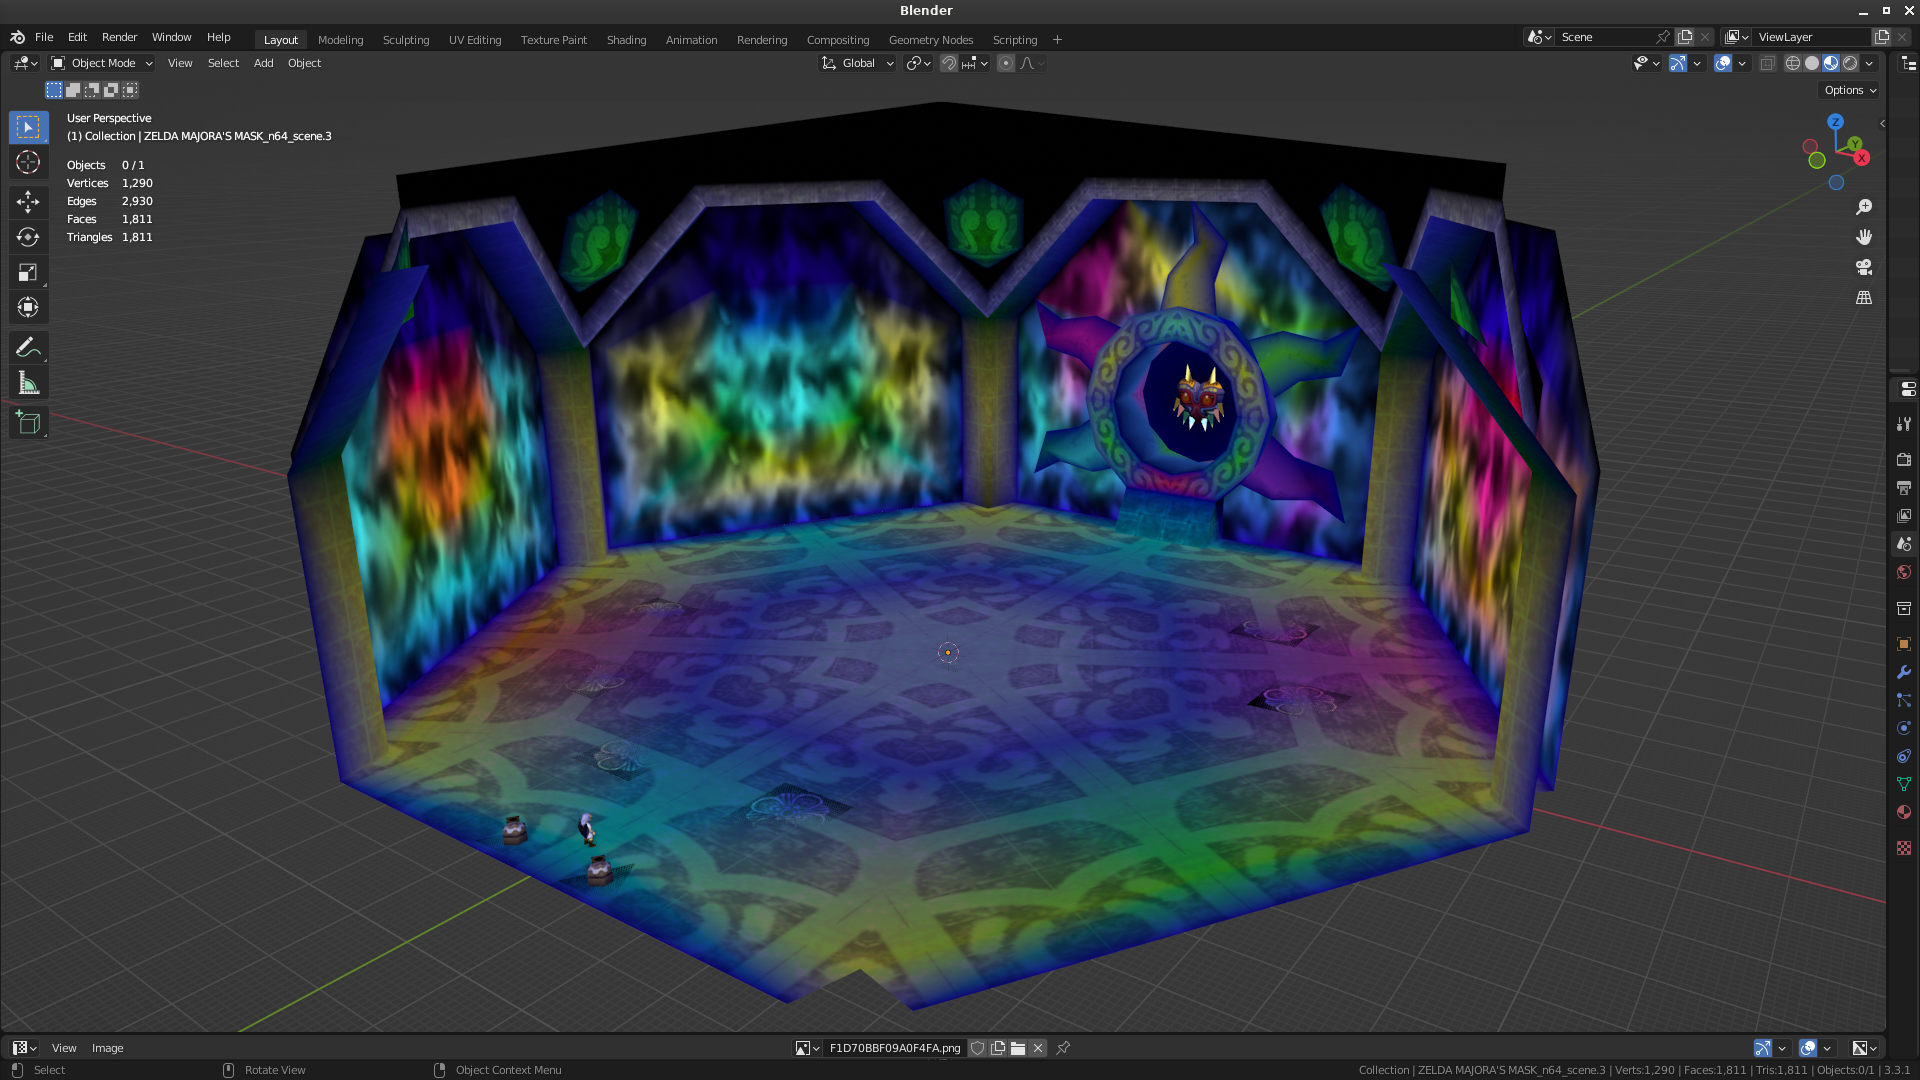 Blender
File Edit Render Window Help Layout Modeling Sculpting UV Editing Texture Paint Shading Animation Rendering Compositing Geometry Nodes Scripting + Scene ViewLayer
Object Mode View Select Add Object Global
Options
User Perspective
(1) Collection | ZELDA MAJORA'S MASK_n64_scene.3
Objects 0 / 1
Vertices 1,290
Edges 2,930
Faces 1,811
Triangles 1,811
Z
Y
X
View Image F1D70BBF09A0F4FA.png
Select Rotate View Object Context Menu Collection | ZELDA MAJORA'S MASK_n64_scene.3 | Verts:1,290 | Faces:1,811 | Tris:1,811 | Objects:0/1 | 3.3.1